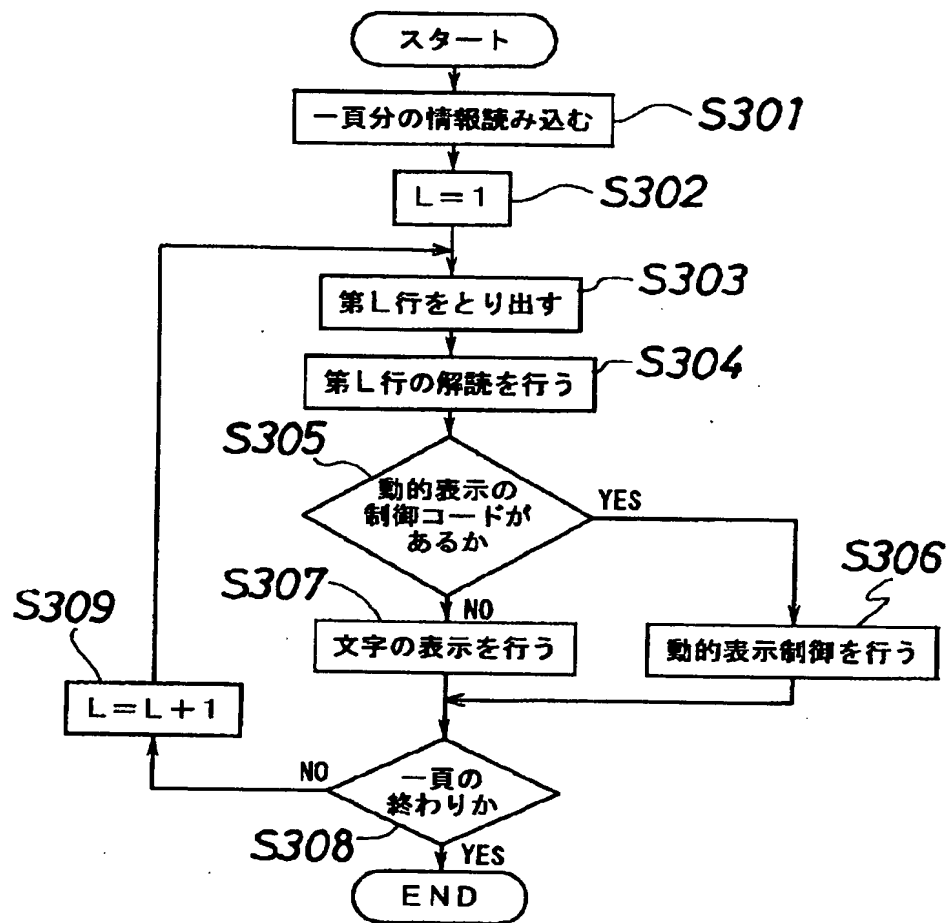 スタート
一頁分の情報読み込む
S301
L=1
S302
第L行をとり出す
S303
第L行の解読を行う
S304
S305
動的表示の
制御コードが
あるか
YES
S306
S307
NO
文字の表示を行う
動的表示制御を行う
S309
L=L+1
NO
一頁の
終わりか
S308
YES
END